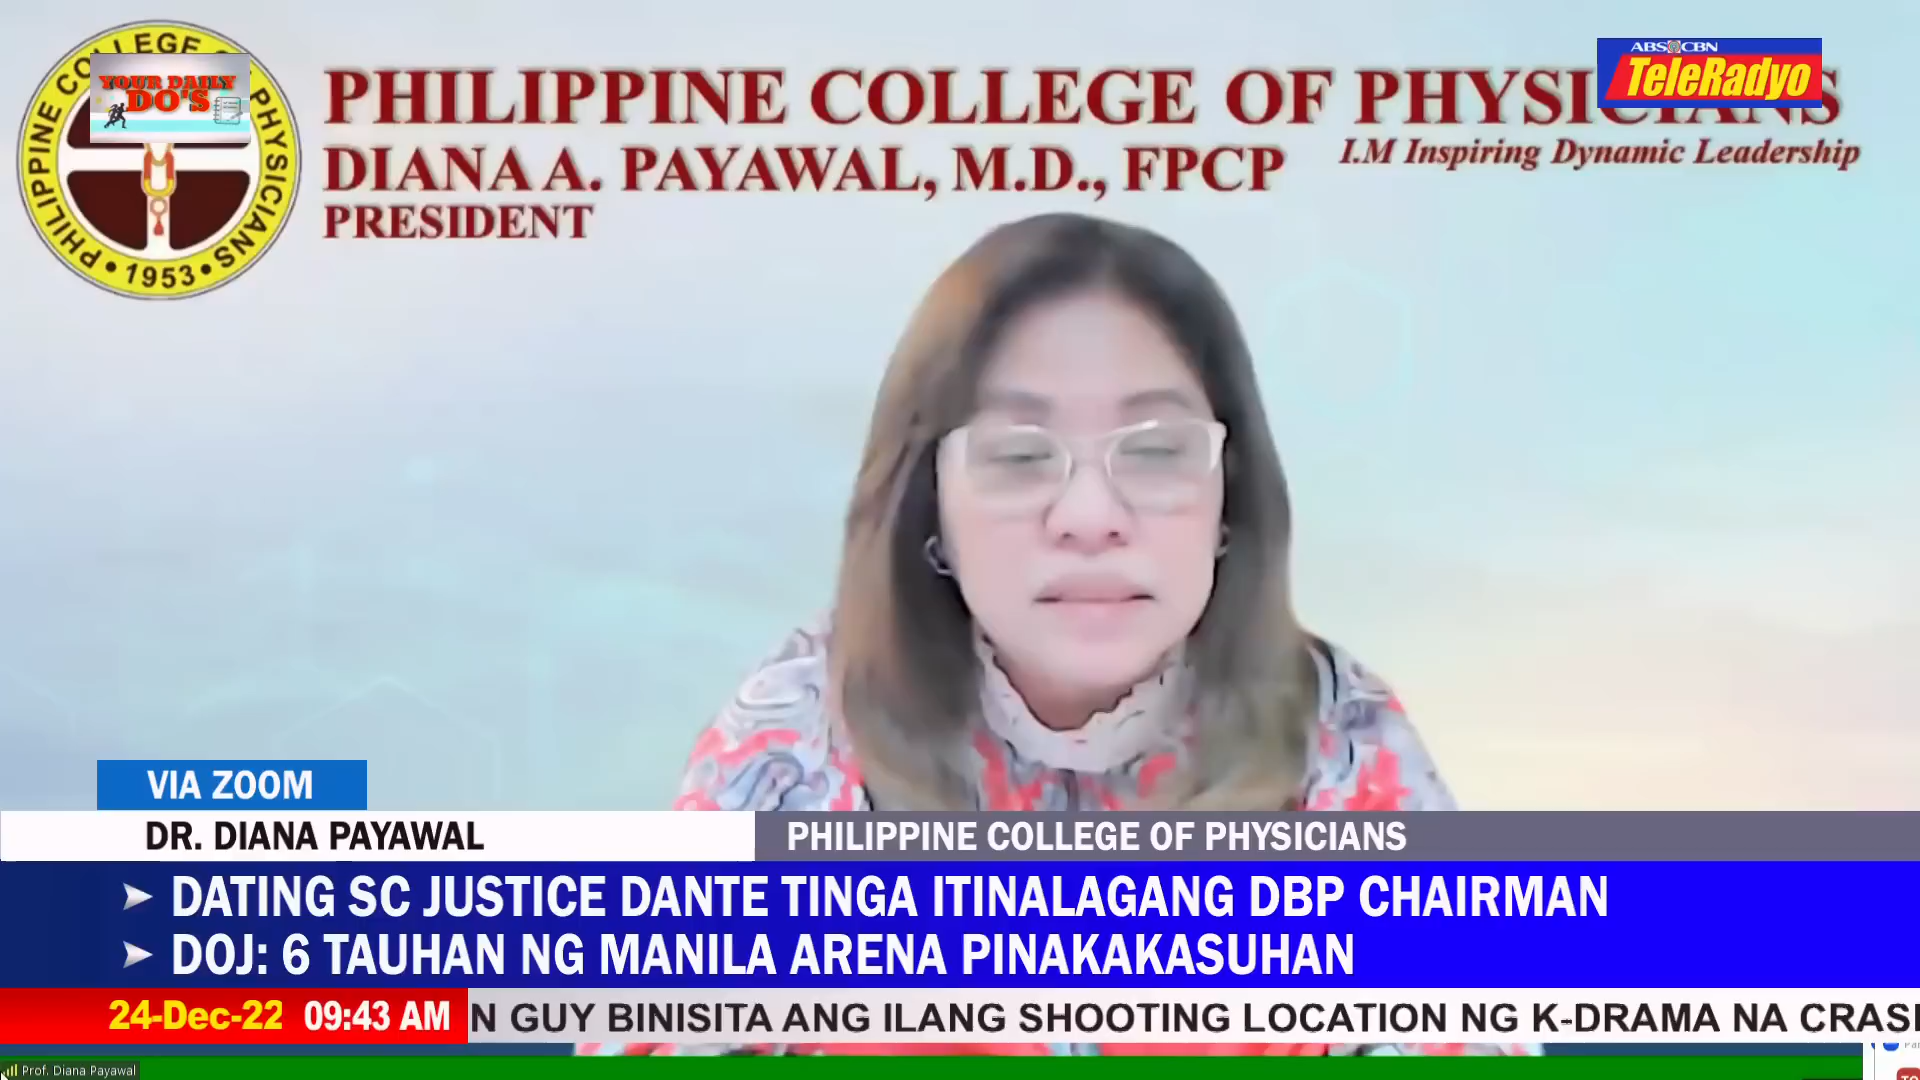 PHILIPPINE COLLEGE OF PHYSICIANS
1953
YOUR DAILY
DO'S
PHILIPPINE COLLEGE OF PHYSICIANS
I.M Inspiring Dynamic Leadership
DIANA A. PAYAWAL, M.D., FPCP
PRESIDENT
ABS-CBN
TeleRadyo
VIA ZOOM
DR. DIANA PAYAWAL
PHILIPPINE COLLEGE OF PHYSICIANS
➢ DATING SC JUSTICE DANTE TINGA ITINALAGANG DBP CHAIRMAN
➢ DOJ: 6 TAUHAN NG MANILA ARENA PINAKAKASUHAN
24-Dec-22 09:43 AM
N GUY BINISITA ANG ILANG SHOOTING LOCATION NG K-DRAMA NA CRAS
Prof. Diana Payawal